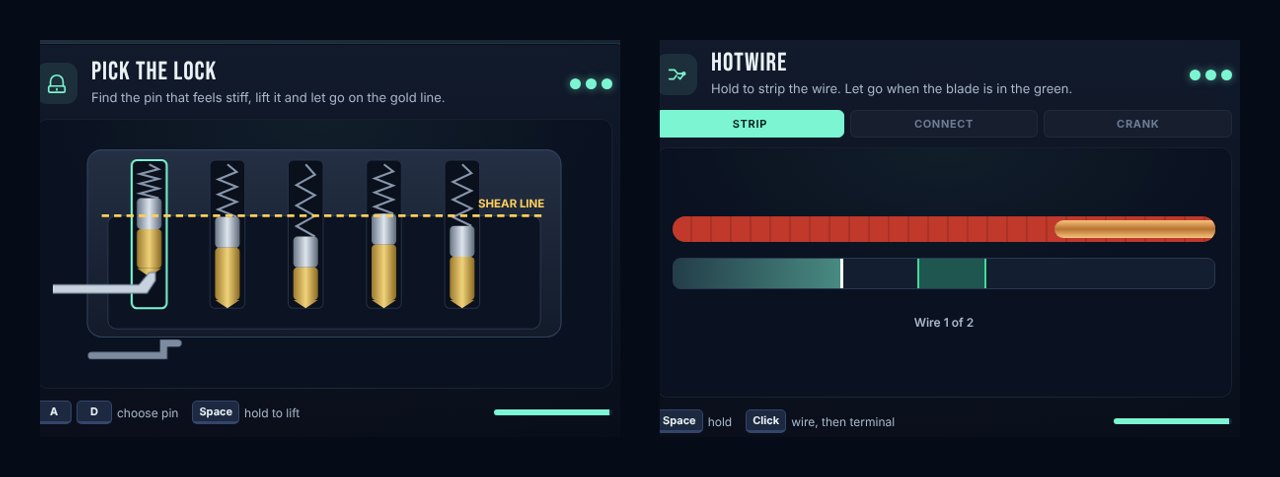 PICK THE LOCK
Find the pin that feels stiff, lift it and let go on the gold line.
SHEAR LINE
A D choose pin Space hold to lift
HOTWIRE
Hold to strip the wire. Let go when the blade is in the green.
STRIP CONNECT CRANK
Wire 1 of 2
Space hold Click wire, then terminal